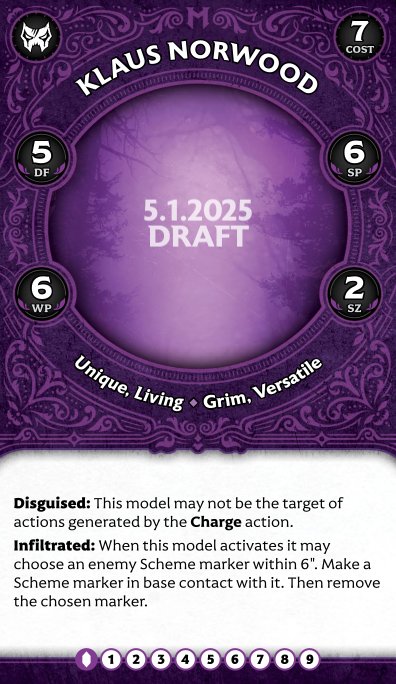 KLAUS NORWOOD
7
COST
5
DF
6
SP
5.1.2025
DRAFT
6
WP
2
SZ
Unique, Living ⬥ Grim, Versatile
Disguised: This model may not be the target of
actions generated by the Charge action.
Infiltrated: When this model activates it may
choose an enemy Scheme marker within 6". Make a
Scheme marker in base contact with it. Then remove
the chosen marker.
1 2 3 4 5 6 7 8 9